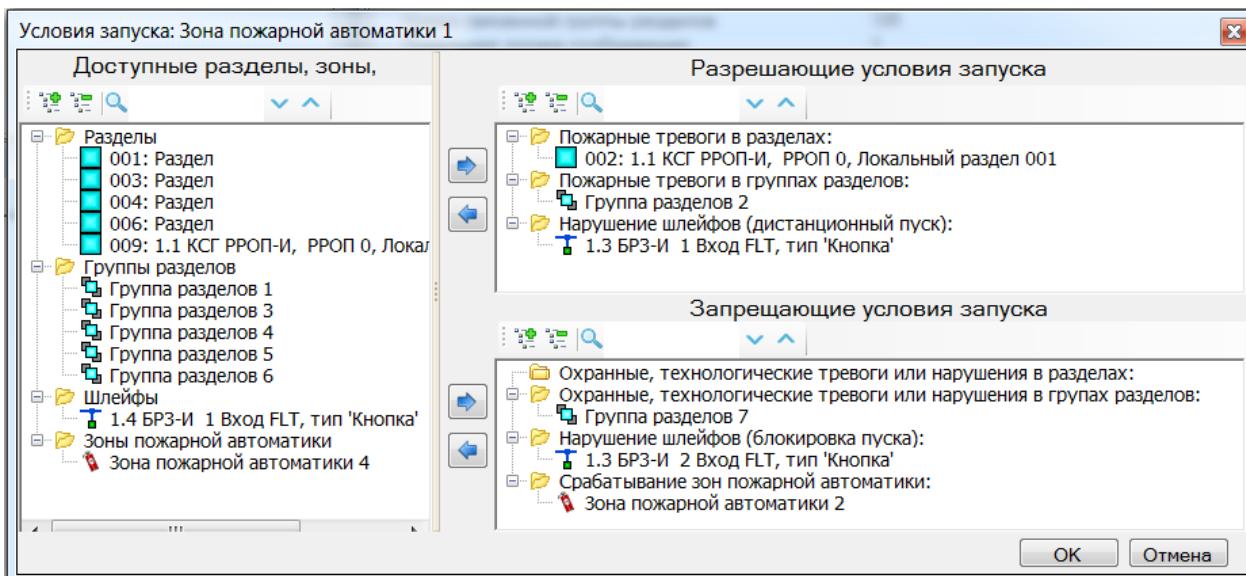 Условия запуска: Зона пожарной автоматики 1
Доступные разделы, зоны,
Разделы
001: Раздел
003: Раздел
004: Раздел
006: Раздел
009: 1.1 КСГ РРОП-И, РРОП 0, Локал
Группы разделов
Группа разделов 1
Группа разделов 3
Группа разделов 4
Группа разделов 5
Группа разделов 6
Шлейфы
1.4 БРЗ-И 1 Вход FLT, тип 'Кнопка'
Зоны пожарной автоматики
Зона пожарной автоматики 4
Разрешающие условия запуска
Пожарные тревоги в разделах:
002: 1.1 КСГ РРОП-И, РРОП 0, Локальный раздел 001
Пожарные тревоги в группах разделов:
Группа разделов 2
Нарушение шлейфов (дистанционный пуск):
1.3 БРЗ-И 1 Вход FLT, тип 'Кнопка'
Запрещающие условия запуска
Охранные, технологические тревоги или нарушения в разделах:
Охранные, технологические тревоги или нарушения в групах разделов:
Группа разделов 7
Нарушение шлейфов (блокировка пуска):
1.3 БРЗ-И 2 Вход FLT, тип 'Кнопка'
Срабатывание зон пожарной автоматики:
Зона пожарной автоматики 2
OK
Отмена